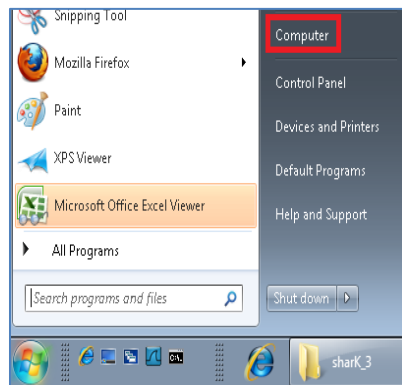 Snipping Tool
Mozilla Firefox
Paint
XPS Viewer
Microsoft Office Excel Viewer
All Programs
Search programs and files
Computer
Control Panel
Devices and Printers
Default Programs
Help and Support
Shut down
sharK_3